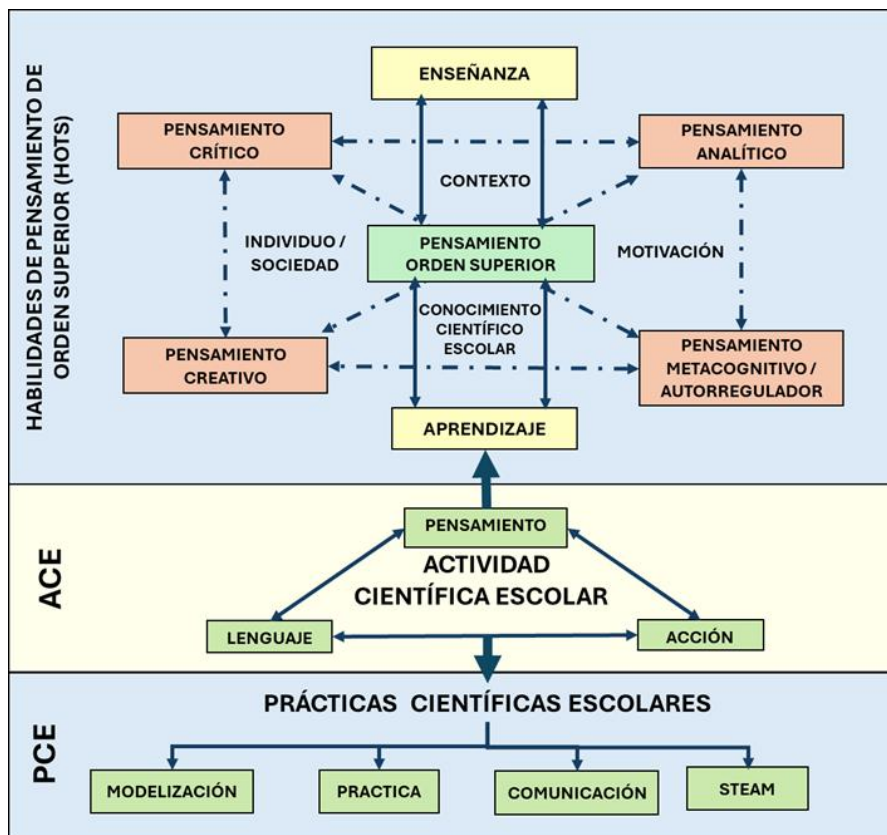 HABILIDADES DE PENSAMIENTO DE
ORDEN SUPERIOR (HOTS)
ENSEÑANZA
PENSAMIENTO
CRÍTICO
PENSAMIENTO
ANALÍTICO
CONTEXTO
INDIVIDUO /
SOCIEDAD
PENSAMIENTO
ORDEN SUPERIOR
MOTIVACIÓN
CONOCIMIENTO
CIENTÍFICO
ESCOLAR
PENSAMIENTO
CREATIVO
PENSAMIENTO
METACOGNITIVO /
AUTORREGULADOR
APRENDIZAJE
ACE
PENSAMIENTO
ACTIVIDAD
CIENTÍFICA ESCOLAR
LENGUAJE
ACCIÓN
PCE
PRÁCTICAS CIENTÍFICAS ESCOLARES
MODELIZACIÓN
PRACTICA
COMUNICACIÓN
STEAM